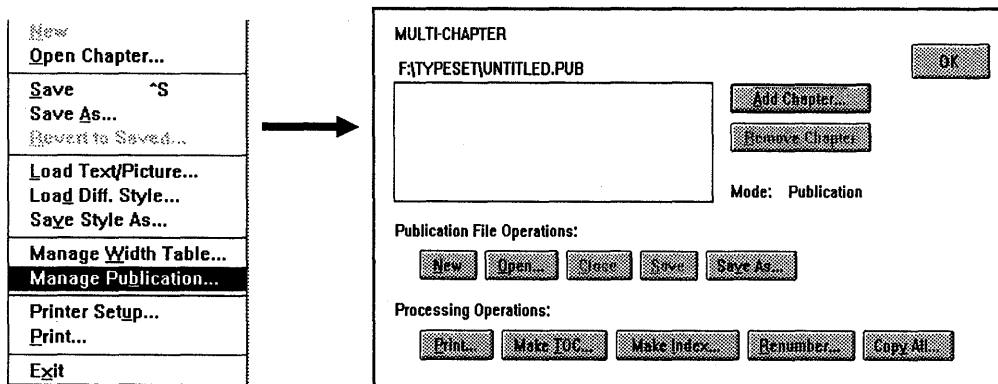 New
Open Chapter...
Save ^S
Save As...
Revert to Saved...
Load Text/Picture...
Load Diff. Style...
Save Style As...
Manage Width Table...
Manage Publication...
Printer Setup...
Print...
Exit
MULTI-CHAPTER
OK
F:\TYPESET\UNTITLED.PUB
Add Chapter...
Remove Chapter
Mode: Publication
Publication File Operations:
New Open... Close Save Save As...
Processing Operations:
Print... Make TOC... Make Index... Renumber... Copy All...